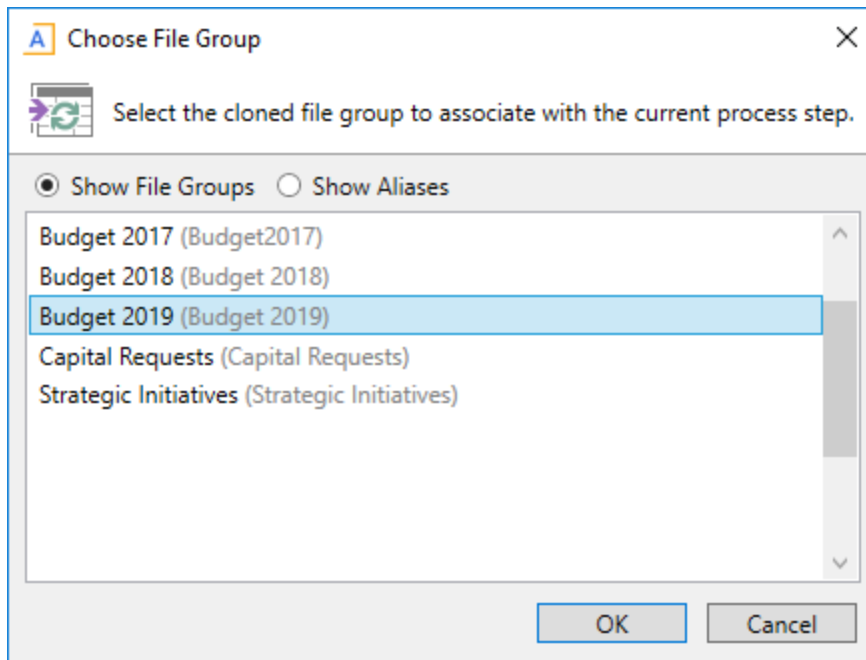 A Choose File Group
Select the cloned file group to associate with the current process step.
Show File Groups Show Aliases
Budget 2017 (Budget2017)
Budget 2018 (Budget 2018)
Budget 2019 (Budget 2019)
Capital Requests (Capital Requests)
Strategic Initiatives (Strategic Initiatives)
OK Cancel